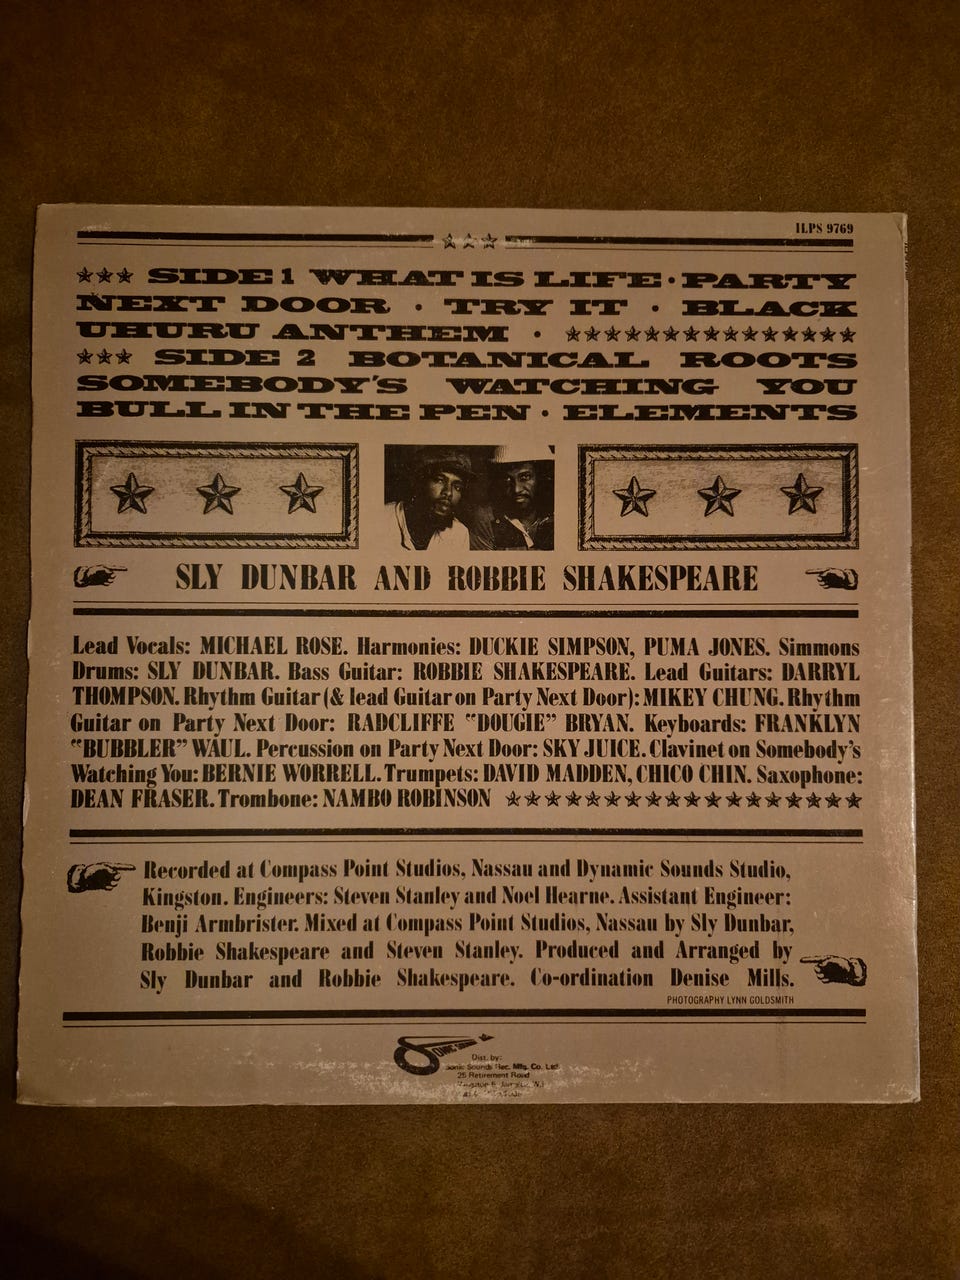 ILPS 9769
SIDE 1 WHAT IS LIFE · PARTY
NEXT DOOR · TRY IT · BLACK
UHURU ANTHEM ·
SIDE 2 BOTANICAL ROOTS
SOMEBODY'S WATCHING YOU
BULL IN THE PEN · ELEMENTS
SLY DUNBAR AND ROBBIE SHAKESPEARE
Lead Vocals: MICHAEL ROSE. Harmonies: DUCKIE SIMPSON, PUMA JONES. Simmons
Drums: SLY DUNBAR. Bass Guitar: ROBBIE SHAKESPEARE. Lead Guitars: DARRYL
THOMPSON. Rhythm Guitar (& lead Guitar on Party Next Door): MIKEY CHUNG. Rhythm
Guitar on Party Next Door: RADCLIFFE "DOUGIE" BRYAN. Keyboards: FRANKLYN
"BUBBLER" WAUL. Percussion on Party Next Door: SKY JUICE. Clavinet on Somebody's
Watching You: BERNIE WORRELL. Trumpets: DAVID MADDEN, CHICO CHIN. Saxophone:
DEAN FRASER. Trombone: NAMBO ROBINSON
Recorded at Compass Point Studios, Nassau and Dynamic Sounds Studio,
Kingston. Engineers: Steven Stanley and Noel Hearne. Assistant Engineer:
Benji Armbrister. Mixed at Compass Point Studios, Nassau by Sly Dunbar,
Robbie Shakespeare and Steven Stanley. Produced and Arranged by
Sly Dunbar and Robbie Shakespeare. Co-ordination Denise Mills.
PHOTOGRAPHY LYNN GOLDSMITH
Dist. by:
Sonic Sounds Rec. Mfg. Co. Ltd
25 Retirement Road